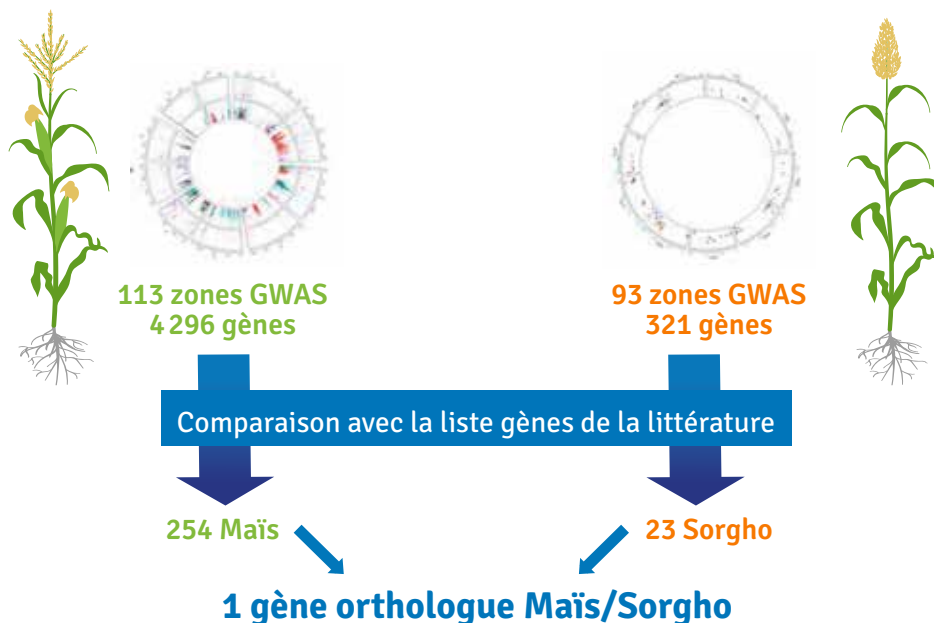 113 zones GWAS
4 296 gènes
93 zones GWAS
321 gènes
Comparaison avec la liste gènes de la littérature
254 Maïs
23 Sorgho
1 gène orthologue Maïs/Sorgho